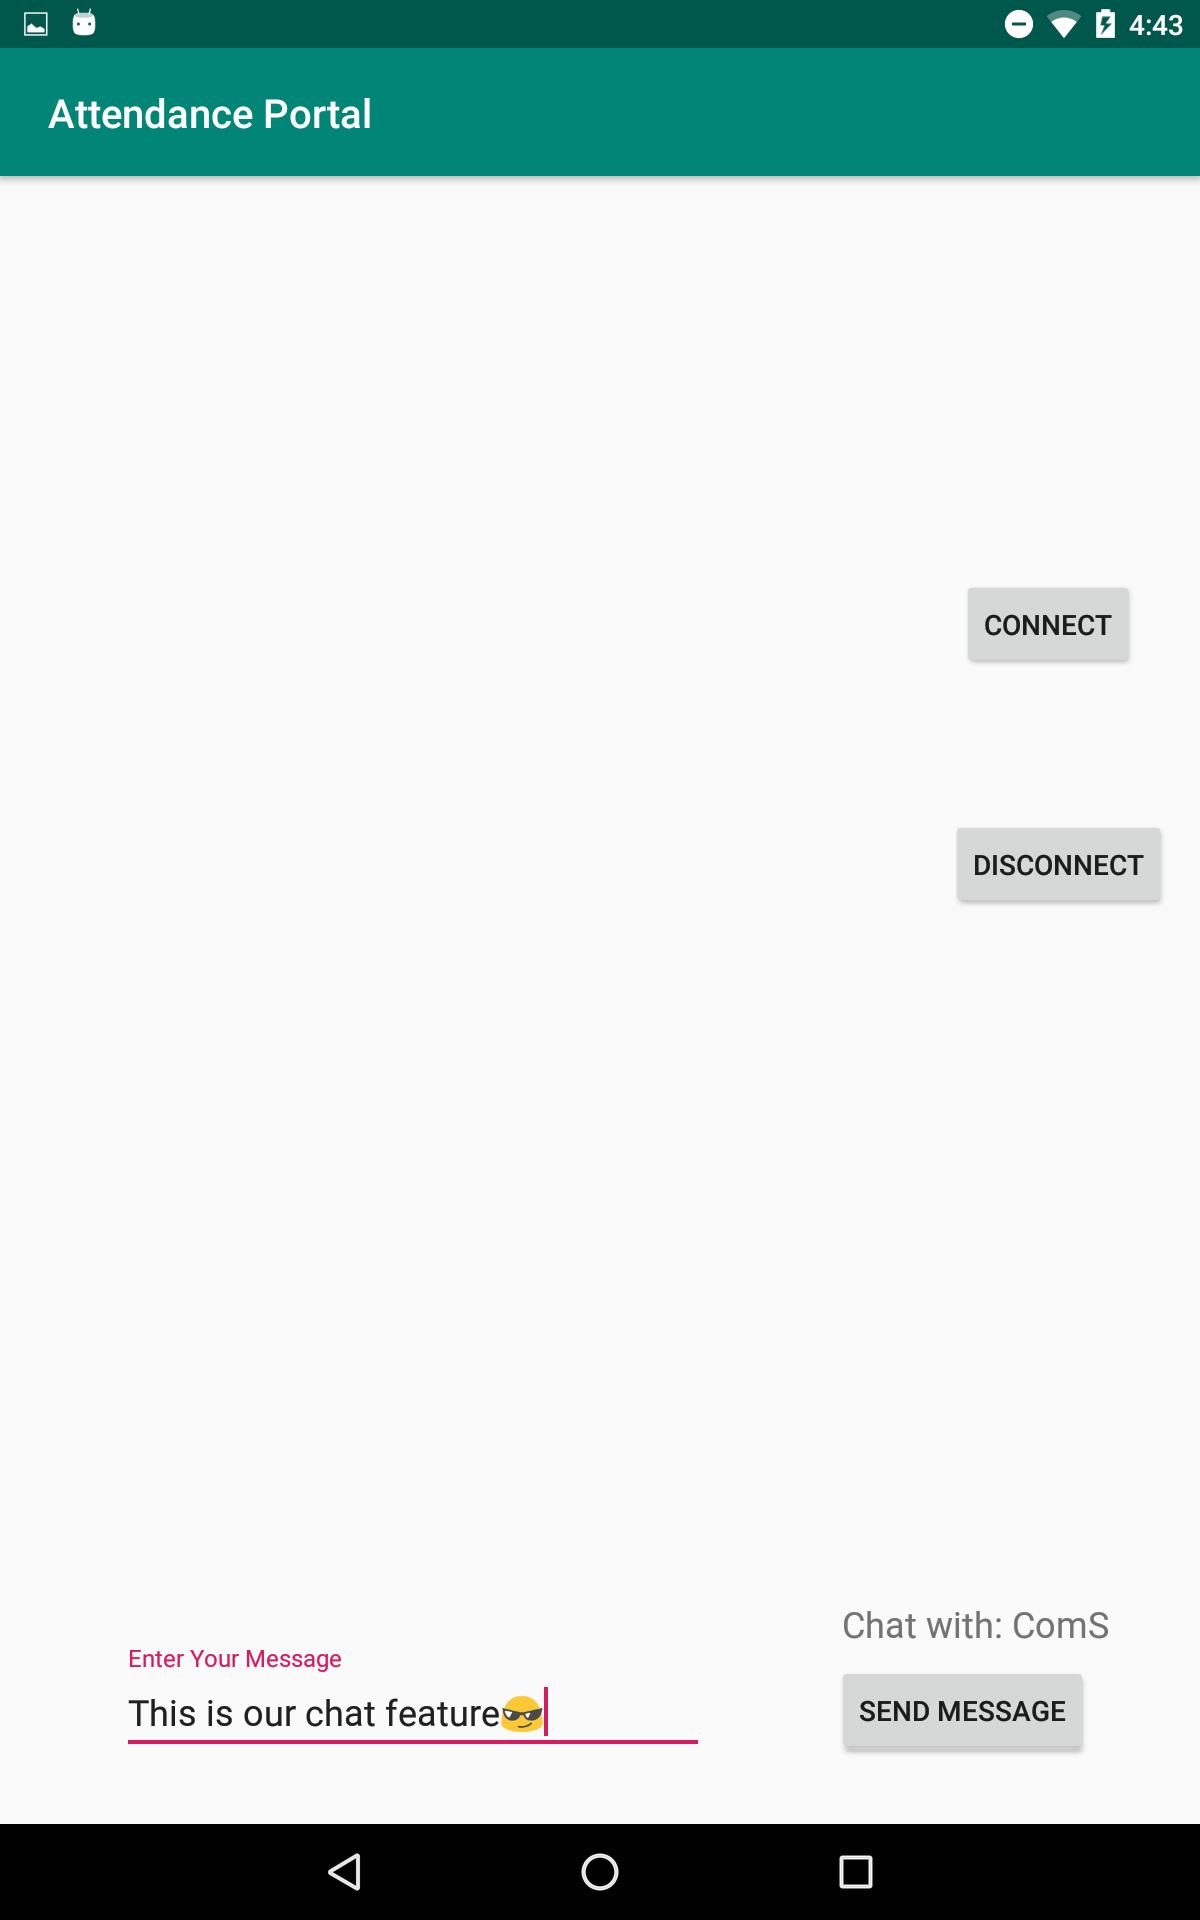 4:43
Attendance Portal
CONNECT
DISCONNECT
Chat with: ComS
Enter Your Message
This is our chat feature😎
SEND MESSAGE